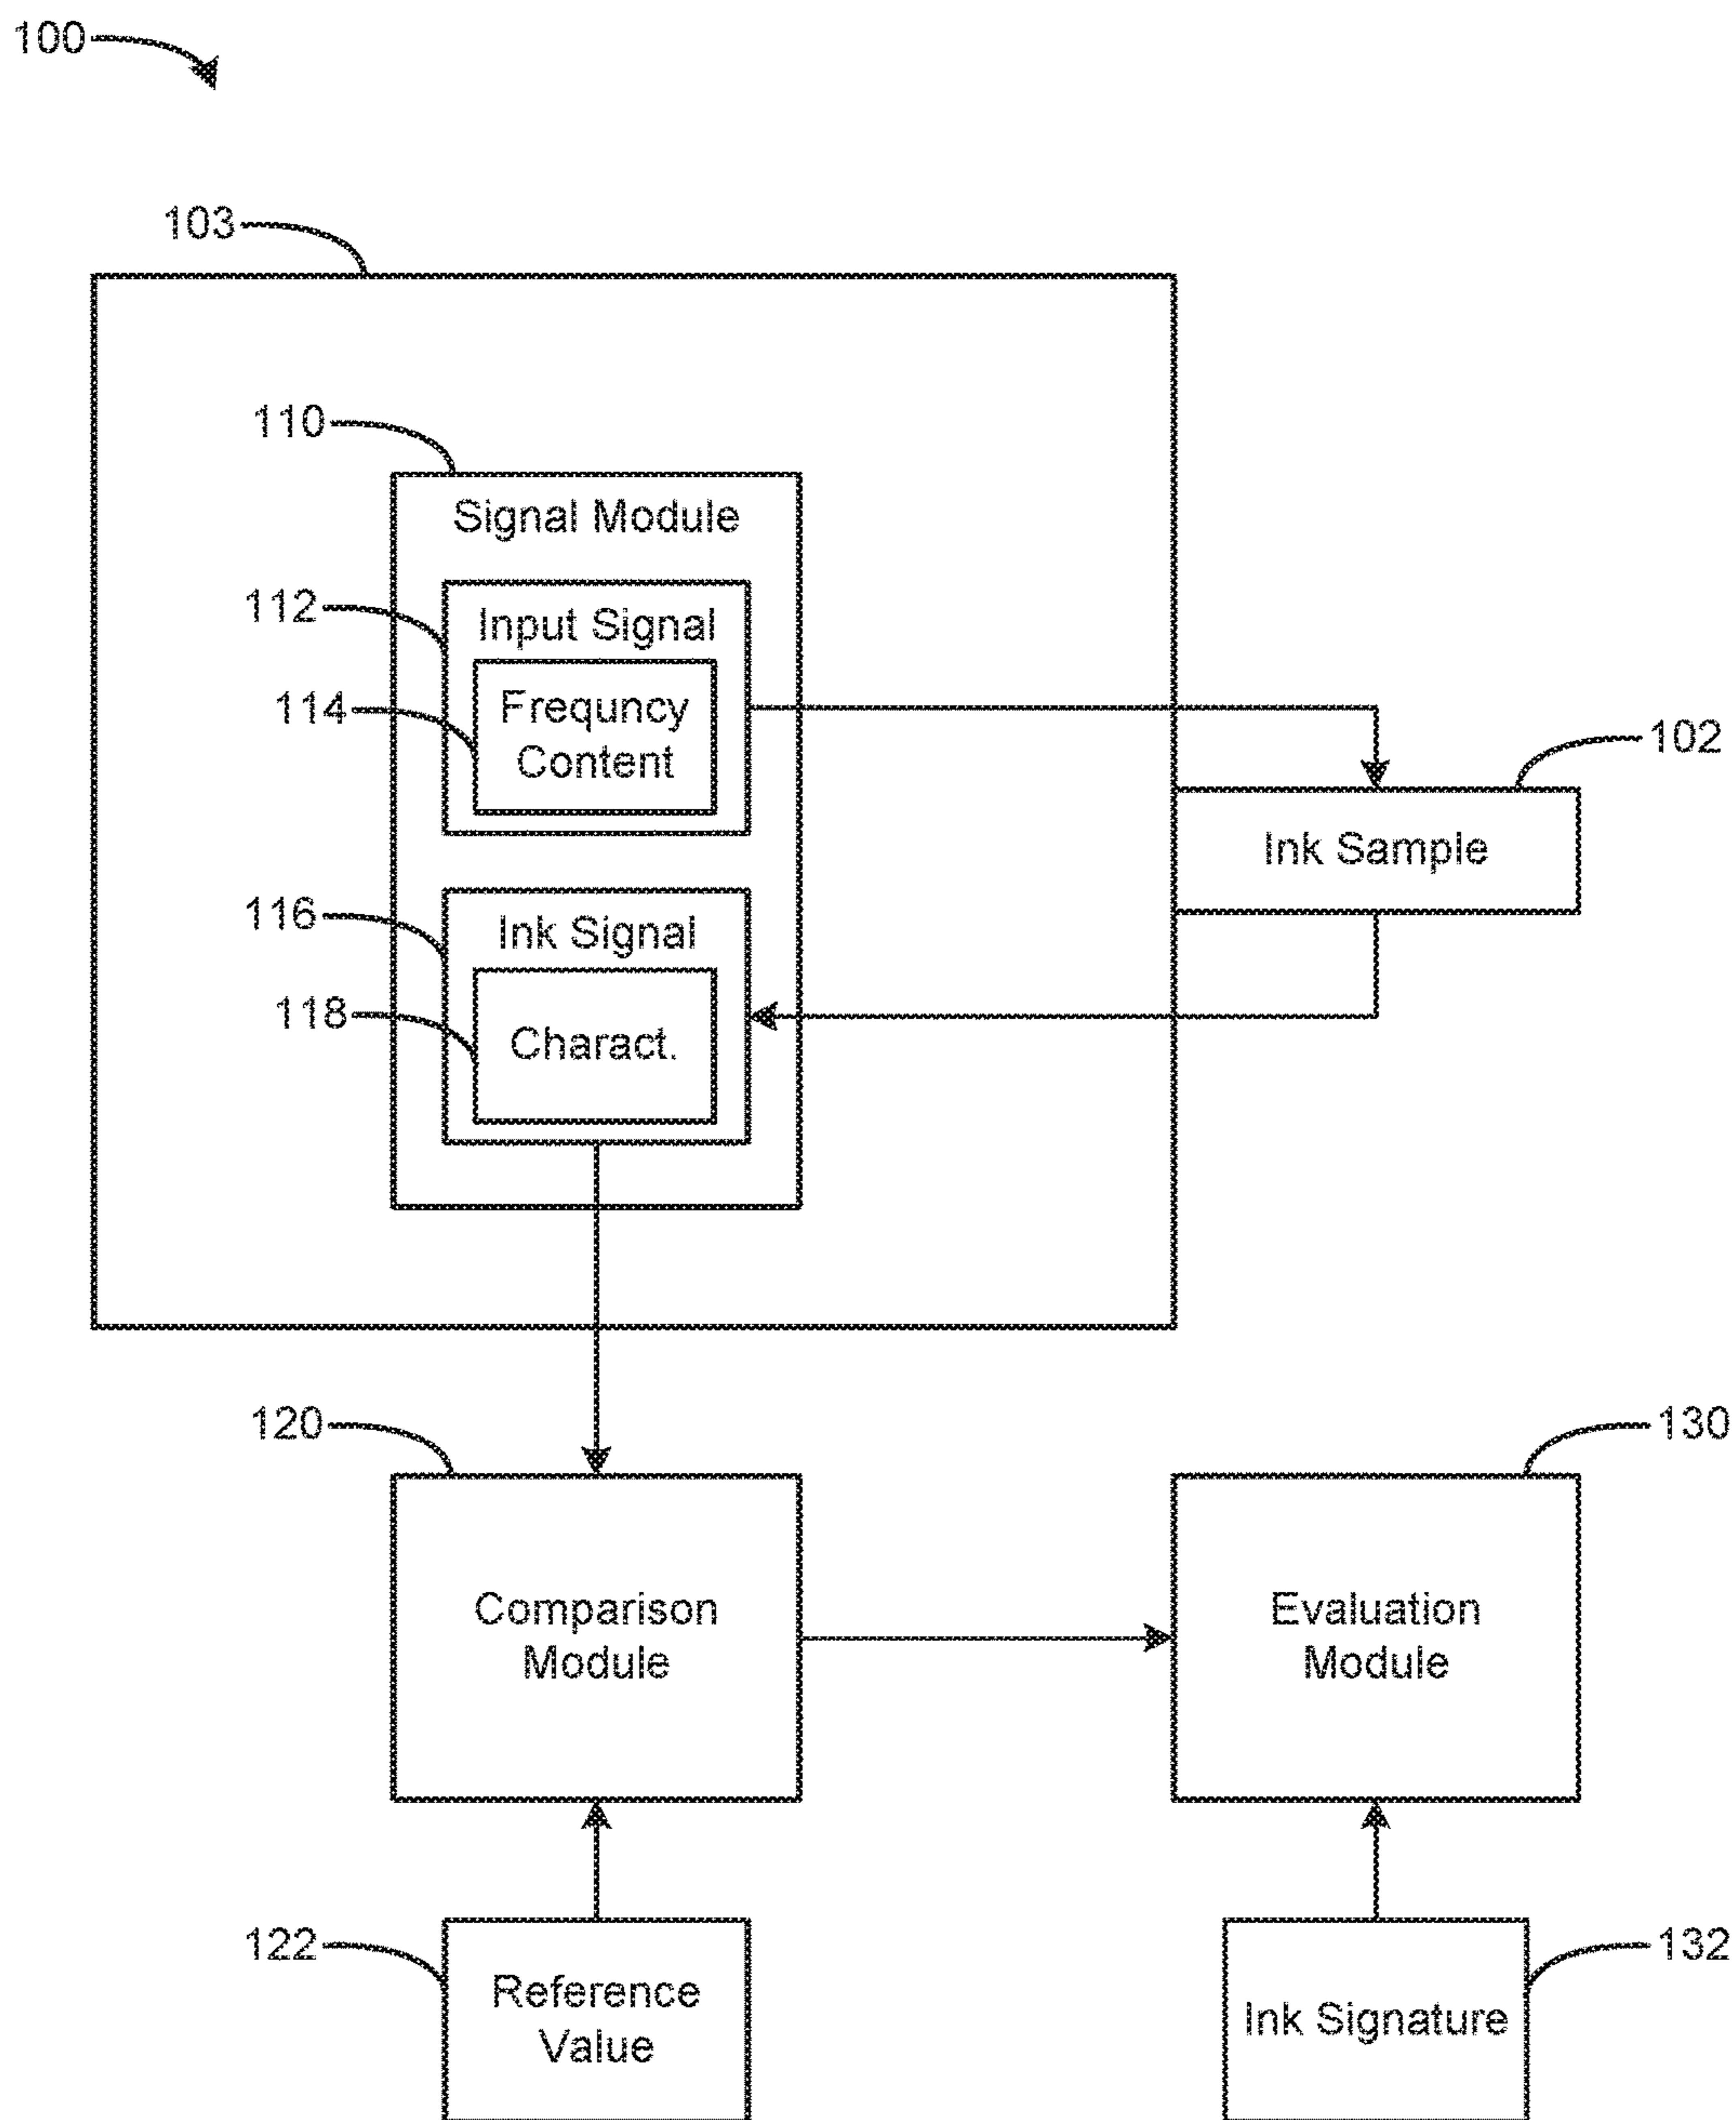 100
103
110
Signal Module
112
Input Signal
114
Frequncy
Content
102
Ink Sample
116
Ink Signal
118
Charact.
120
130
Comparison
Module
Evaluation
Module
122
132
Reference
Value
Ink Signature